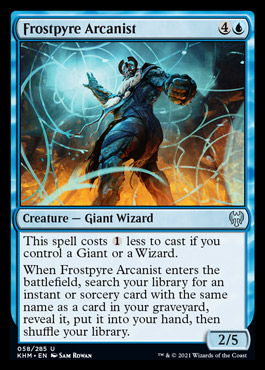 Frostpyre Arcanist 4
Creature — Giant Wizard
This spell costs 1 less to cast if you
control a Giant or a Wizard.
When Frostpyre Arcanist enters the
battlefield, search your library for an
instant or sorcery card with the same
name as a card in your graveyard,
reveal it, put it into your hand, then
shuffle your library.
2/5
058/285 U
KHM • EN Sam Rowan
™ & © 2021 Wizards of the Coast